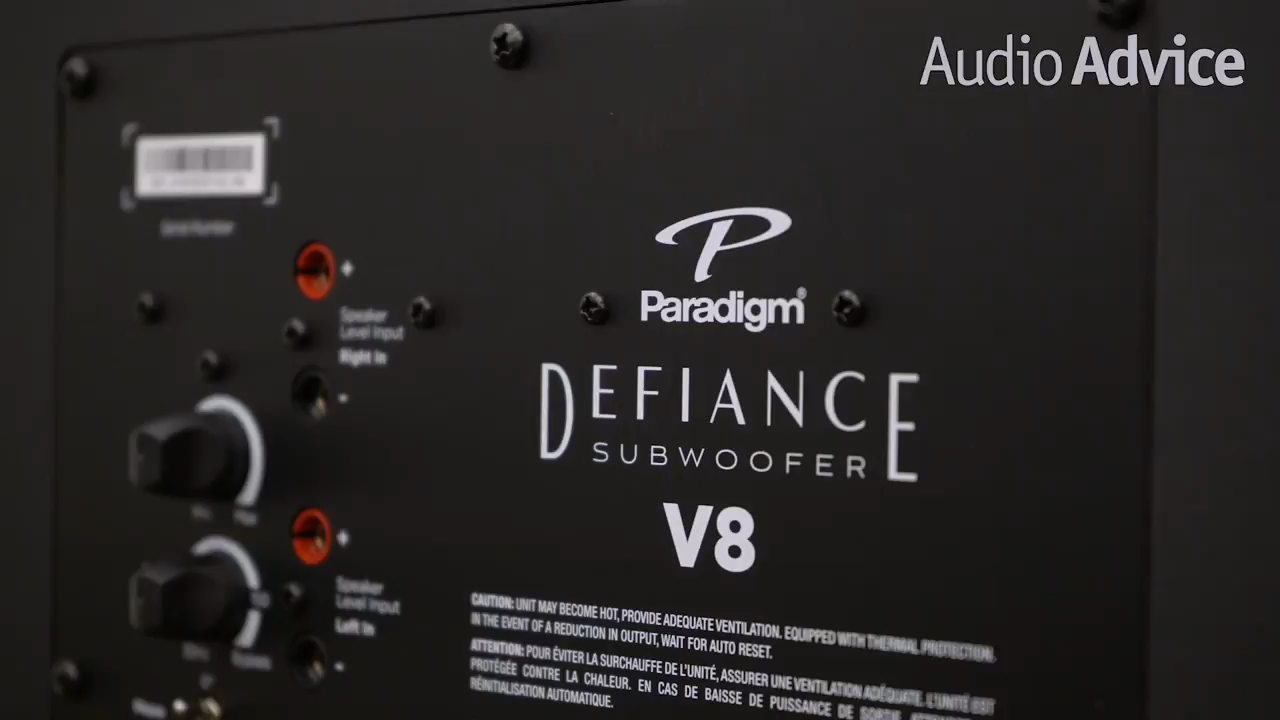 Audio Advice
Speaker
Level Input
Right In
Paradigm®
DEFIANCE
SUBWOOFER
V8
Speaker
Level Input
Left In
CAUTION: UNIT MAY BECOME HOT, PROVIDE ADEQUATE VENTILATION. EQUIPPED WITH THERMAL PROTECTION.
IN THE EVENT OF A REDUCTION IN OUTPUT, WAIT FOR AUTO RESET.
ATTENTION: POUR ÉVITER LA SURCHAUFFE DE L'UNITÉ, ASSURER UNE VENTILATION ADÉQUATE. L'UNITÉ EST
PROTÉGÉE CONTRE LA CHALEUR. EN CAS DE BAISSE DE PUISSANCE DE SORTIE,
RÉINITIALISATION AUTOMATIQUE.